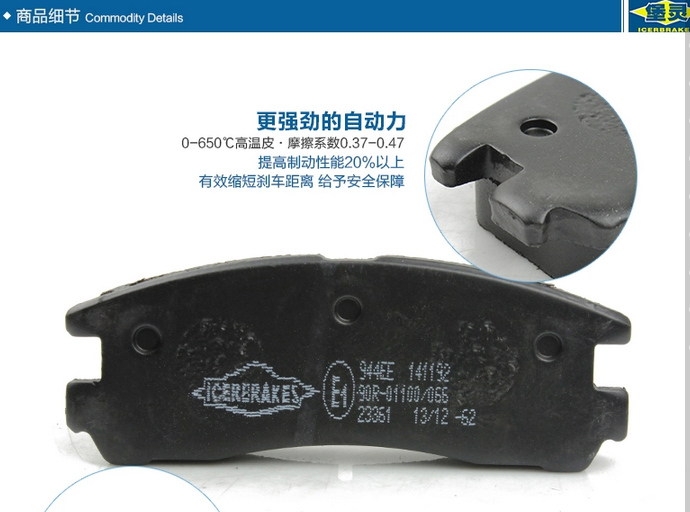 商品细节 Commodity Details
堡灵
ICERBRAKES
更强劲的自动力
0-650℃高温皮·摩擦系数0.37-0.47
提高制动性能20%以上
有效缩短刹车距离 给予安全保障
ICERBRAKES
E1
944EE 141192
90R-01100/066
23361 13/12 -62